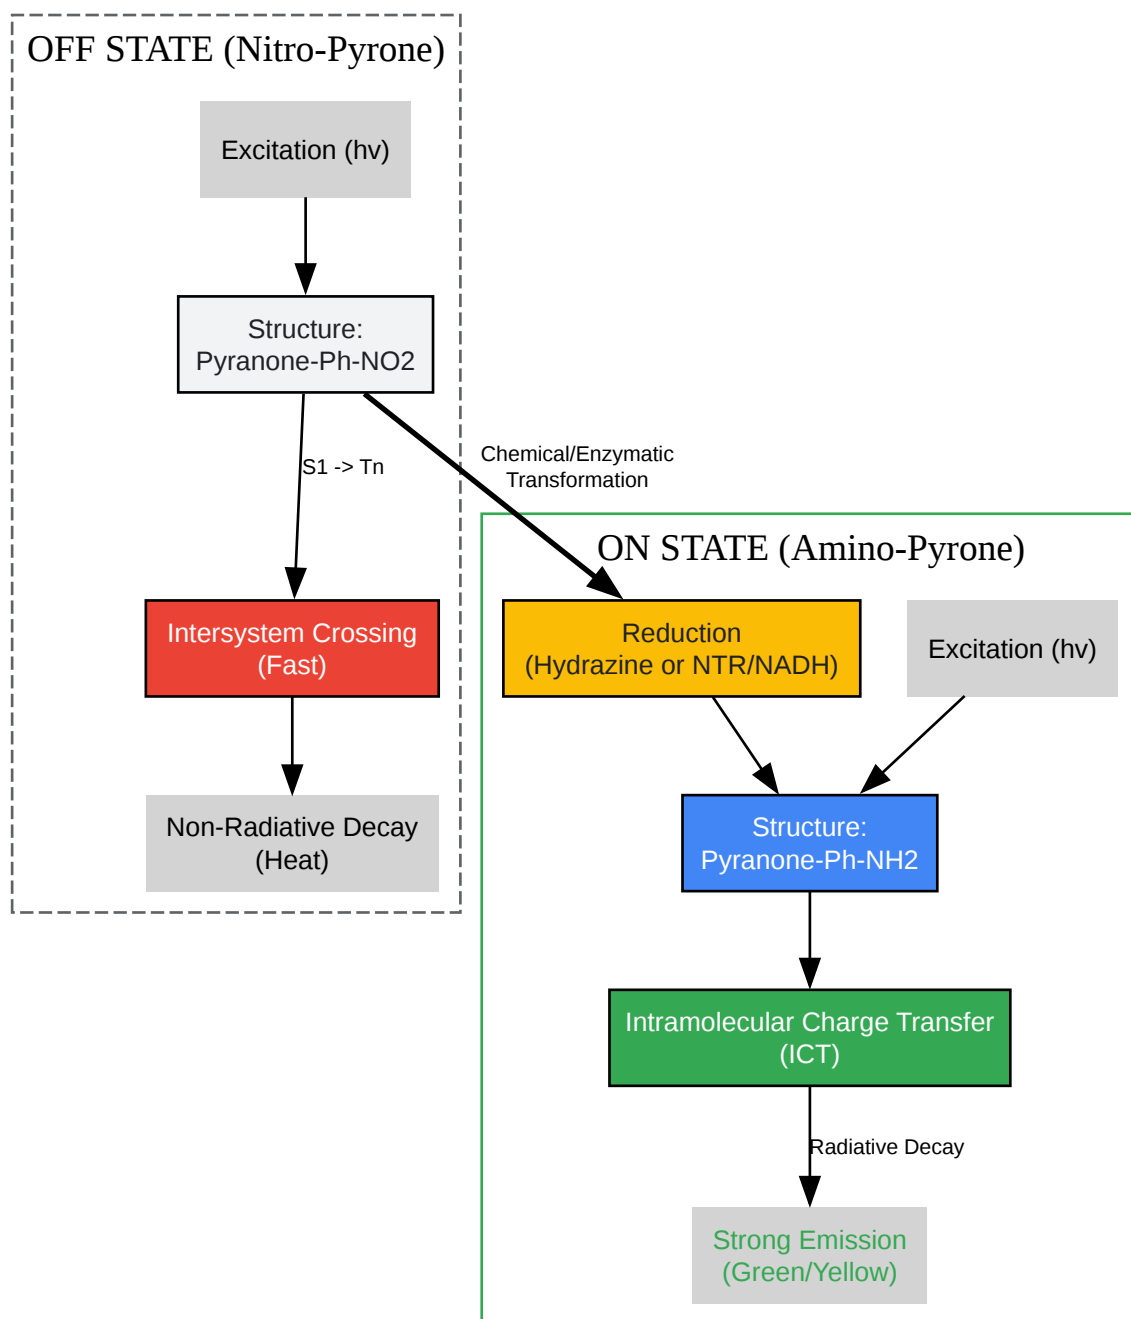 OFF STATE (Nitro-Pyrone)
Excitation (hv)
Structure:
Pyranone-Ph-NO2
S1 -> Tn
Chemical/Enzymatic
Transformation
Intersystem Crossing
(Fast)
Non-Radiative Decay
(Heat)
ON STATE (Amino-Pyrone)
Reduction
(Hydrazine or NTR/NADH)
Excitation (hv)
Structure:
Pyranone-Ph-NH2
Intramolecular Charge Transfer
(ICT)
Radiative Decay
Strong Emission
(Green/Yellow)